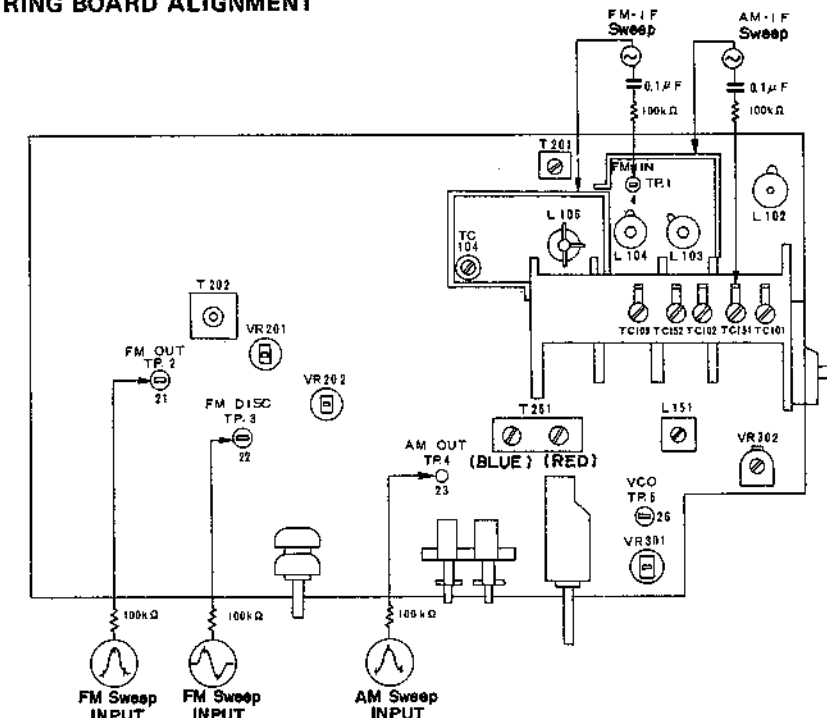 RING BOARD ALIGNMENT
FM-IF
Sweep
AM-IF
Sweep
0.1μF
0.1μF
100kΩ
100kΩ
T201
FM IN
TP.1
4
L102
L106
TC
104
L104
L103
T202
TC103 TC152 TC102 TC151 TC101
VR201
FM OUT
TP.2
21
VR202
FM DISC
TP.3
22
T251
L151
AM OUT
TP.4
23
(BLUE) (RED)
VR302
VCO
TP.5
26
VR301
100kΩ
100kΩ
100kΩ
FM Sweep
INPUT
FM Sweep
INPUT
AM Sweep
INPUT